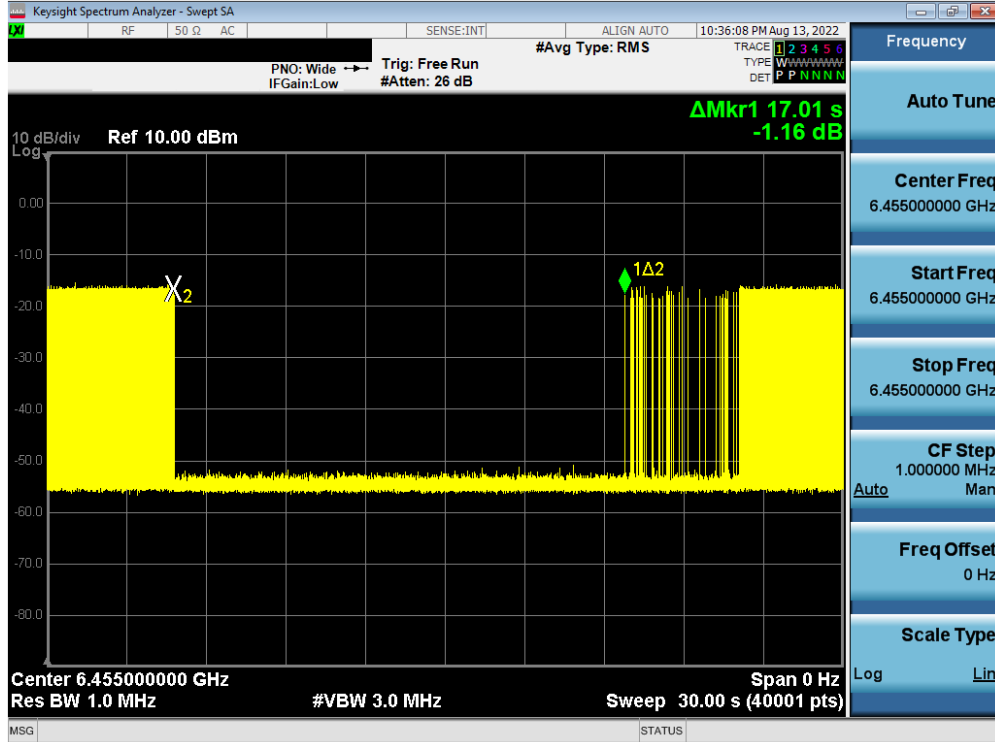 Keysight Spectrum Analyzer - Swept SA
LXI RF 50 Ω AC SENSE:INT ALIGN AUTO 10:36:08 PM Aug 13, 2022
#Avg Type: RMS
TRACE 1 2 3 4 5 6
PNO: Wide Trig: Free Run
TYPE WWWWWW
IFGain:Low #Atten: 26 dB
DET P P N N N N
ΔMkr1 17.01 s
-1.16 dB
10 dB/div Ref 10.00 dBm
Log
0.00
-10.0
1Δ2
X2
-20.0
-30.0
-40.0
-50.0
-60.0
-70.0
-80.0
Center 6.455000000 GHz Span 0 Hz
Res BW 1.0 MHz #VBW 3.0 MHz Sweep 30.00 s (40001 pts)
MSG STATUS
Frequency
Auto Tune
Center Freq
6.455000000 GHz
Start Freq
6.455000000 GHz
Stop Freq
6.455000000 GHz
CF Step
1.000000 MHz
Auto Man
Freq Offset
0 Hz
Scale Type
Log Lin